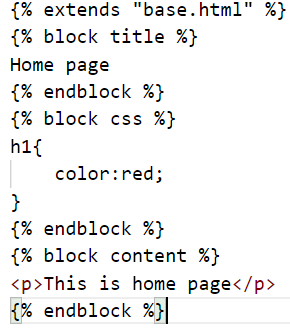 {% extends "base.html" %}
{% block title %}
Home page
{% endblock %}
{% block css %}
h1{
    color:red;
}
{% endblock %}
{% block content %}
<p>This is home page</p>
{% endblock %}